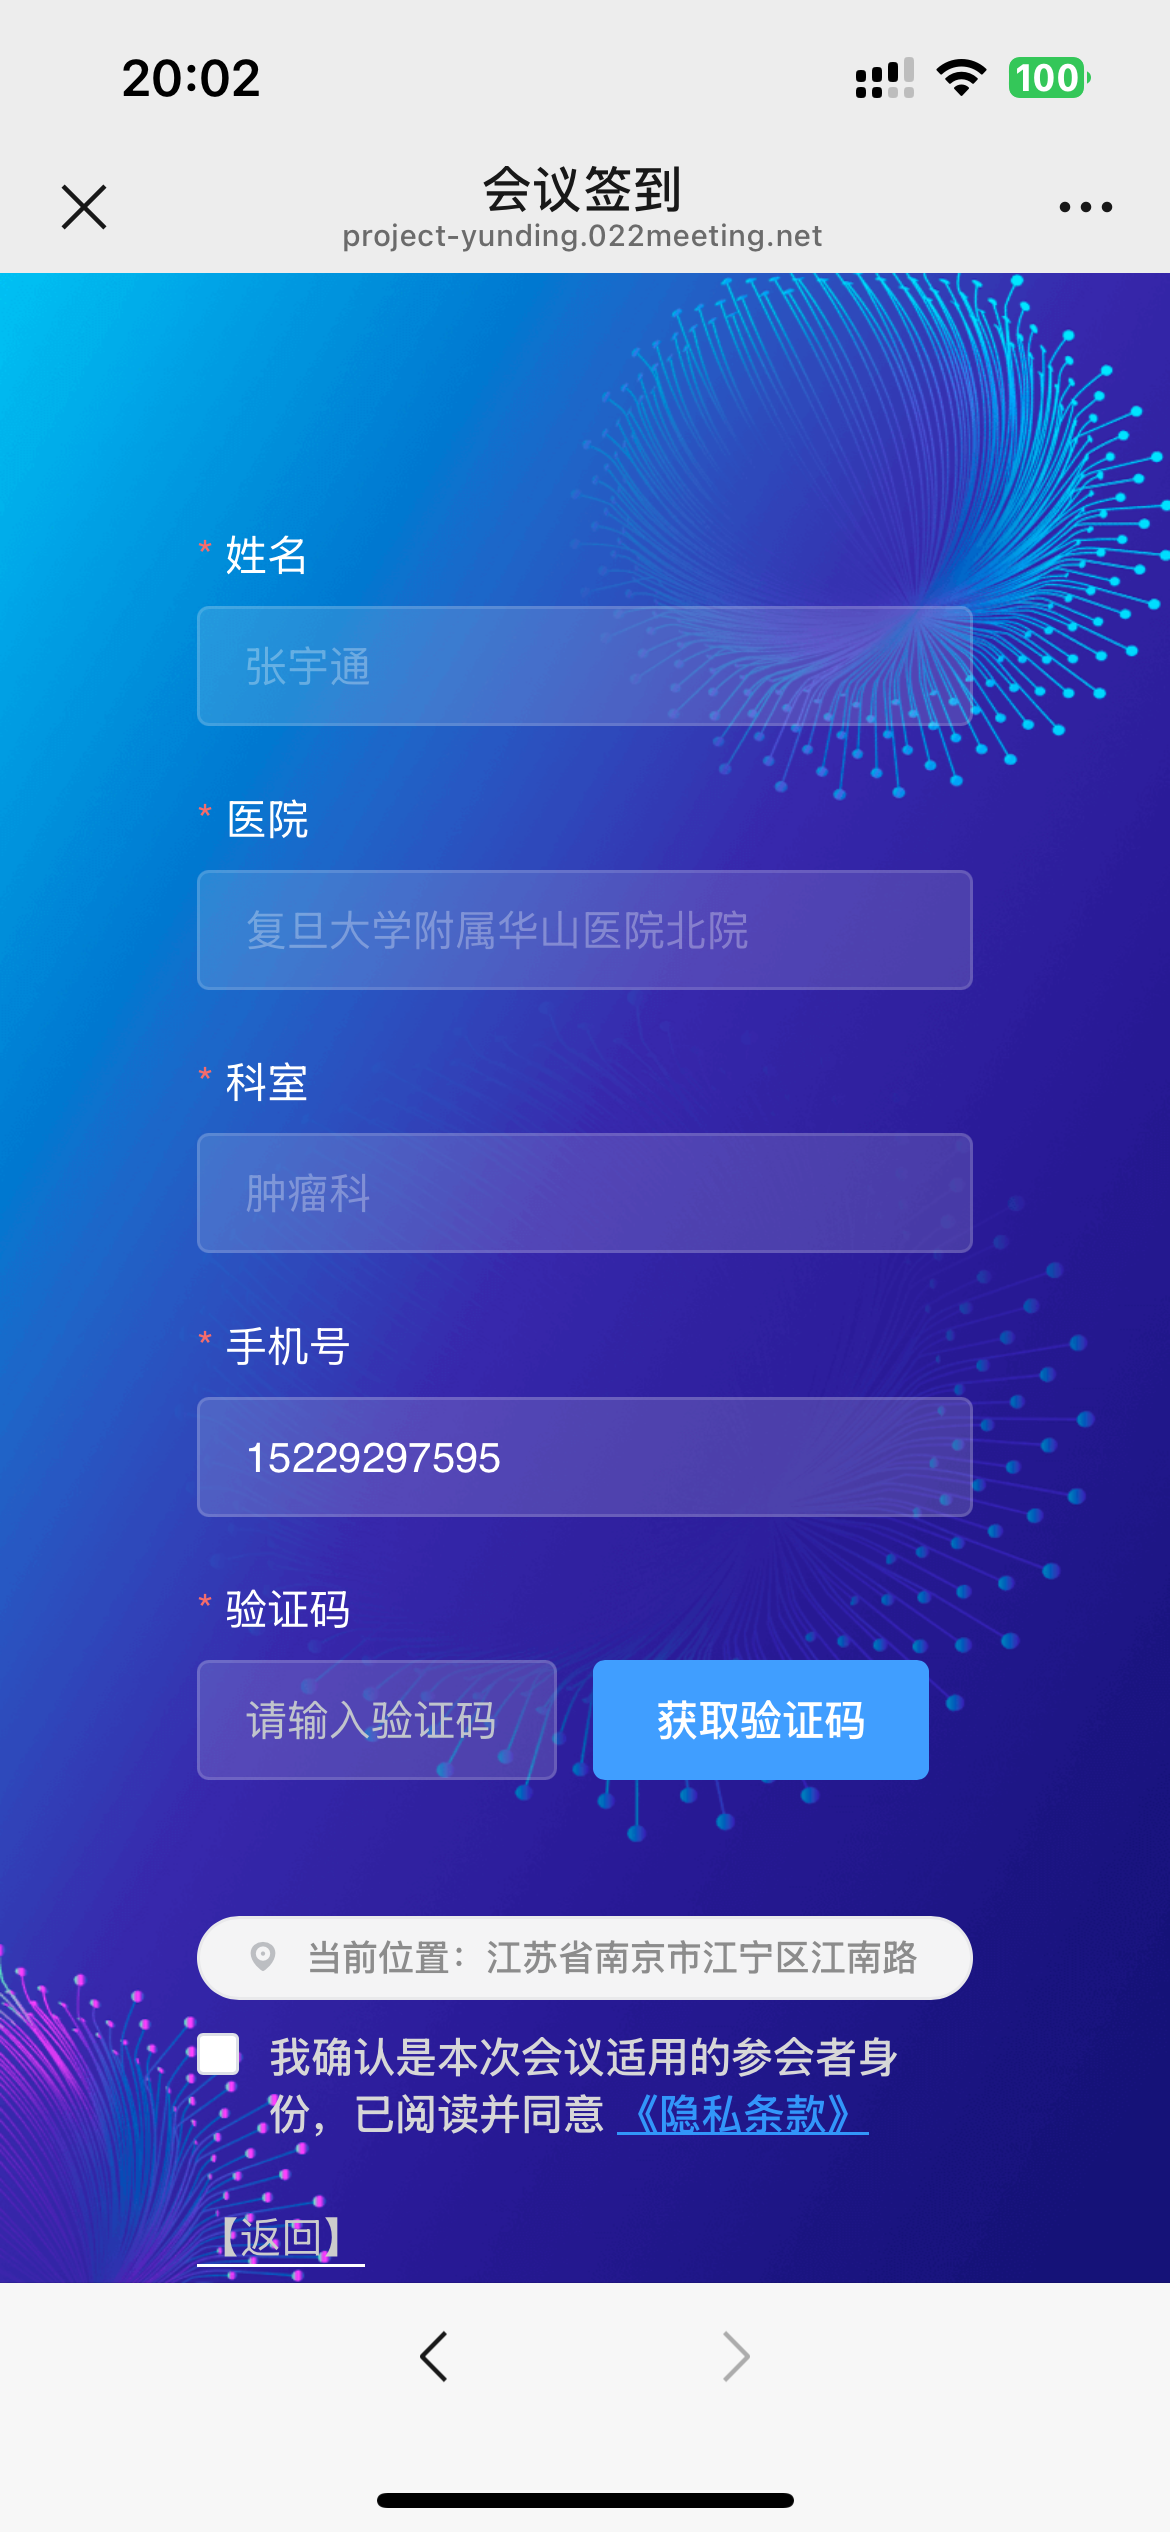 20:02
100
会议签到
project-yunding.022meeting.net
* 姓名
张宇通
* 医院
复旦大学附属华山医院北院
* 科室
肿瘤科
* 手机号
15229297595
* 验证码
请输入验证码
获取验证码
当前位置：江苏省南京市江宁区江南路
我确认是本次会议适用的参会者身
份，已阅读并同意《隐私条款》
【返回】